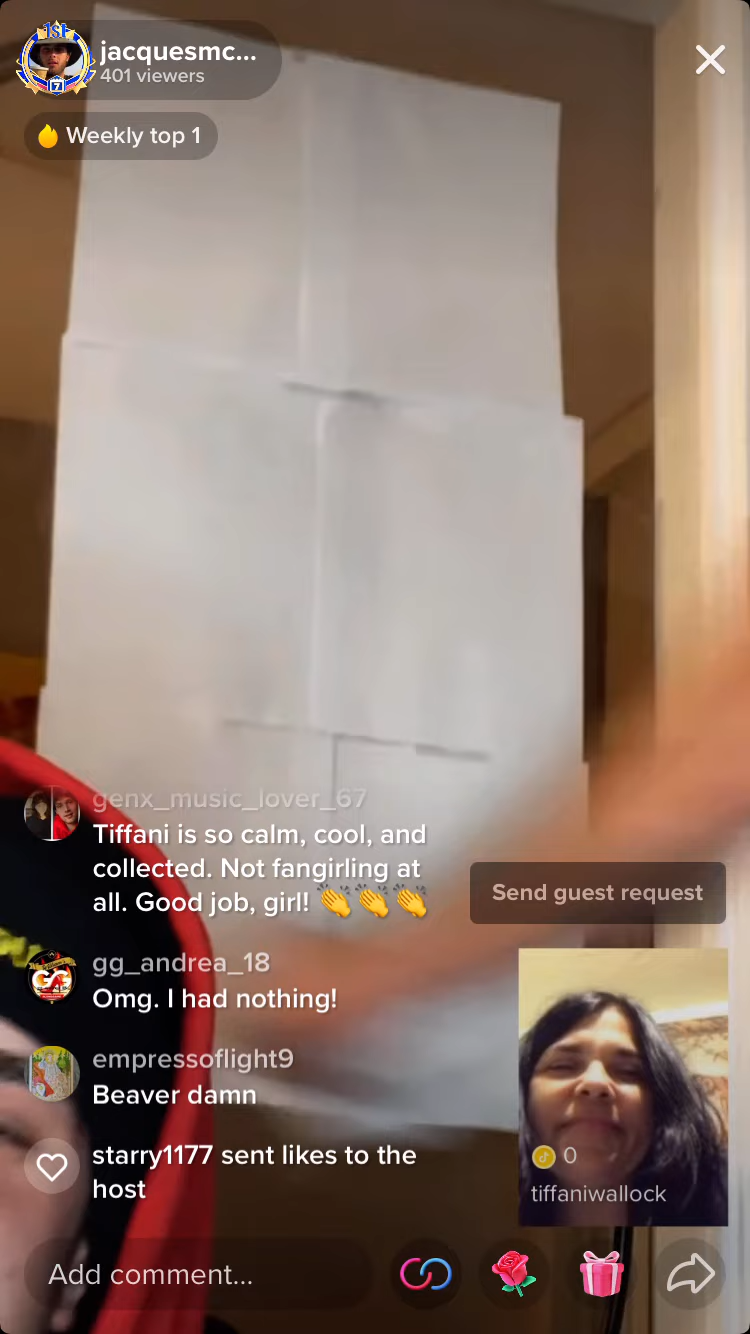 1st
jacquesmc...
401 viewers
7
Weekly top 1
genx_music_lover_67
Tiffani is so calm, cool, and
collected. Not fangirling at
all. Good job, girl! 👏👏👏
Send guest request
gg_andrea_18
Omg. I had nothing!
empressoflight9
Beaver damn
starry1177 sent likes to the
host
0
tiffaniwallock
Add comment...